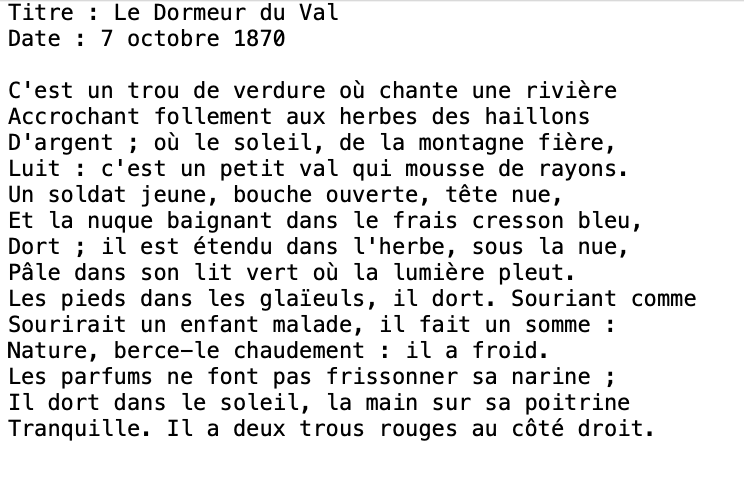 Titre : Le Dormeur du Val
Date : 7 octobre 1870

C'est un trou de verdure où chante une rivière
Accrochant follement aux herbes des haillons
D'argent ; où le soleil, de la montagne fière,
Luit : c'est un petit val qui mousse de rayons.
Un soldat jeune, bouche ouverte, tête nue,
Et la nuque baignant dans le frais cresson bleu,
Dort ; il est étendu dans l'herbe, sous la nue,
Pâle dans son lit vert où la lumière pleut.
Les pieds dans les glaïeuls, il dort. Souriant comme
Sourirait un enfant malade, il fait un somme :
Nature, berce-le chaudement : il a froid.
Les parfums ne font pas frissonner sa narine ;
Il dort dans le soleil, la main sur sa poitrine
Tranquille. Il a deux trous rouges au côté droit.